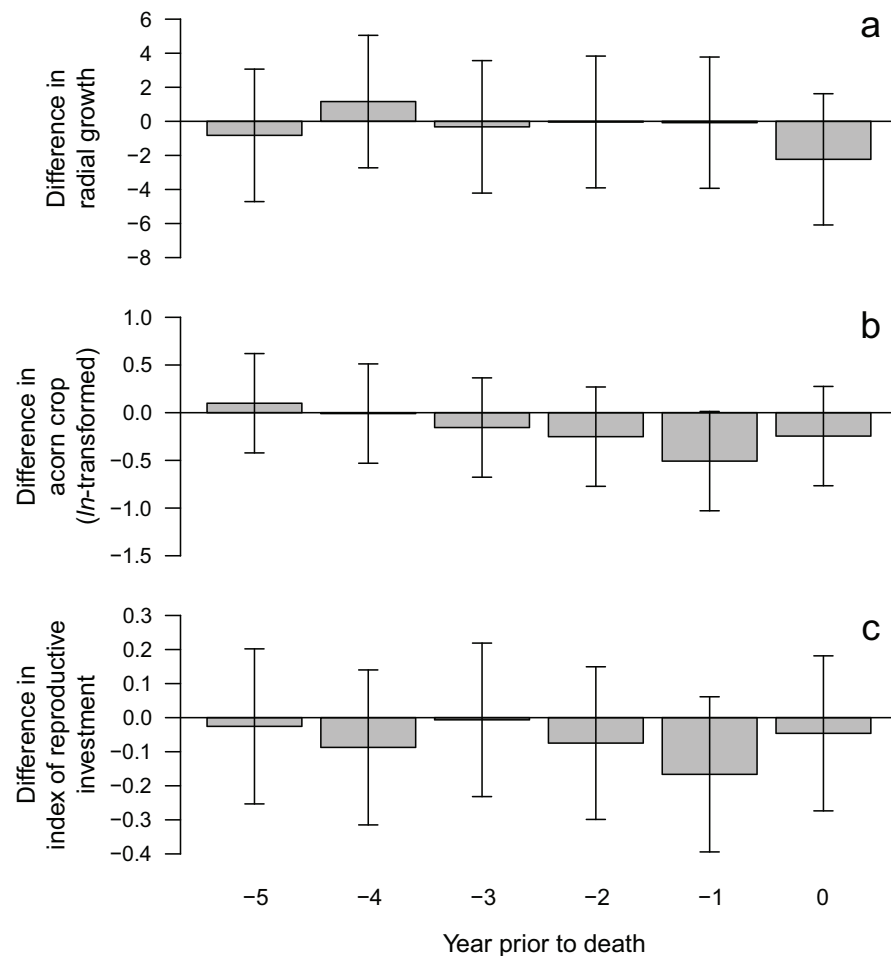 a
6
4
2
0
−2
−4
−6
−8
Difference in
radial growth
b
1.0
0.5
0.0
−0.5
−1.0
−1.5
Difference in
acorn crop
(ln-transformed)
c
0.3
0.2
0.1
0.0
−0.1
−0.2
−0.3
−0.4
Difference in
index of reproductive
investment
−5 −4 −3 −2 −1 0
Year prior to death